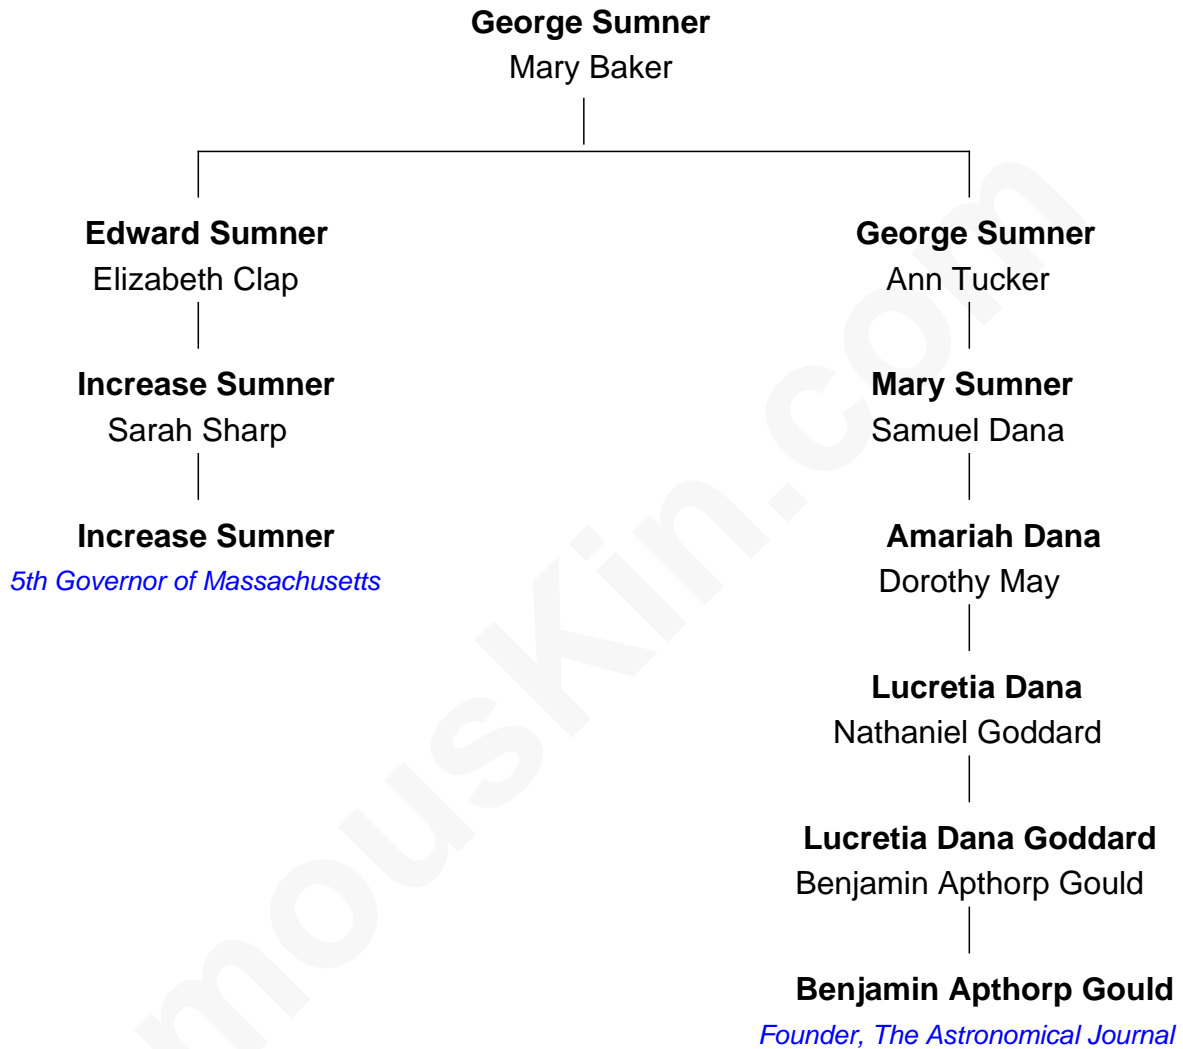 George Sumner
Mary Baker
Edward Sumner
Elizabeth Clap
George Sumner
Ann Tucker
Increase Sumner
Sarah Sharp
Mary Sumner
Samuel Dana
Increase Sumner
5th Governor of Massachusetts
Amariah Dana
Dorothy May
Lucretia Dana
Nathaniel Goddard
Lucretia Dana Goddard
Benjamin Apthorp Gould
Benjamin Apthorp Gould
Founder, The Astronomical Journal
mouskin.com